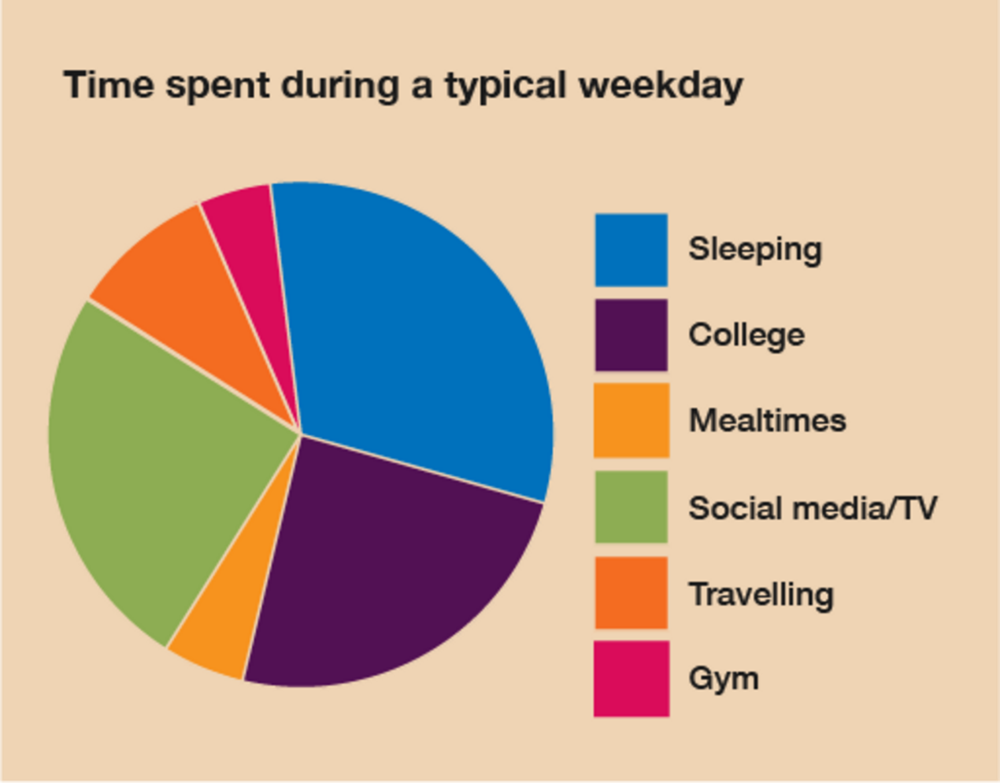 Time spent during a typical weekday
Sleeping
College
Mealtimes
Social media/TV
Travelling
Gym